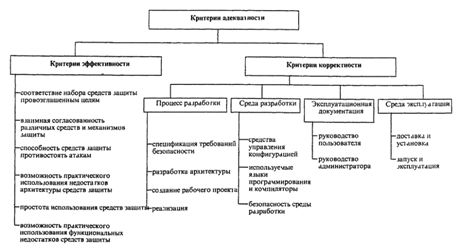 Критерии адекватности
Критерии эффективности
Критерии корректности
соответствие набора средств защиты
провозглашенным целям
взаимная согласованность
различных средств и механизмов
защиты
способность средств защиты
противостоять атакам
возможность практического
использования недостатков
архитектуры средств защиты
простота использования средств защиты
возможность практического
использования функциональных
недостатков средств защиты
Процесс разработки
спецификация требований
безопасности
разработка архитектуры
создание рабочего проекта
реализация
Среда разработки
средства
управления
конфигурацией
используемые
языки
программирования
и компиляторы
безопасность среды
разработки
Эксплуатационная
документация
руководство
пользователя
руководство
администратора
Среда эксплуатации
доставка и
установка
запуск и
эксплуатация